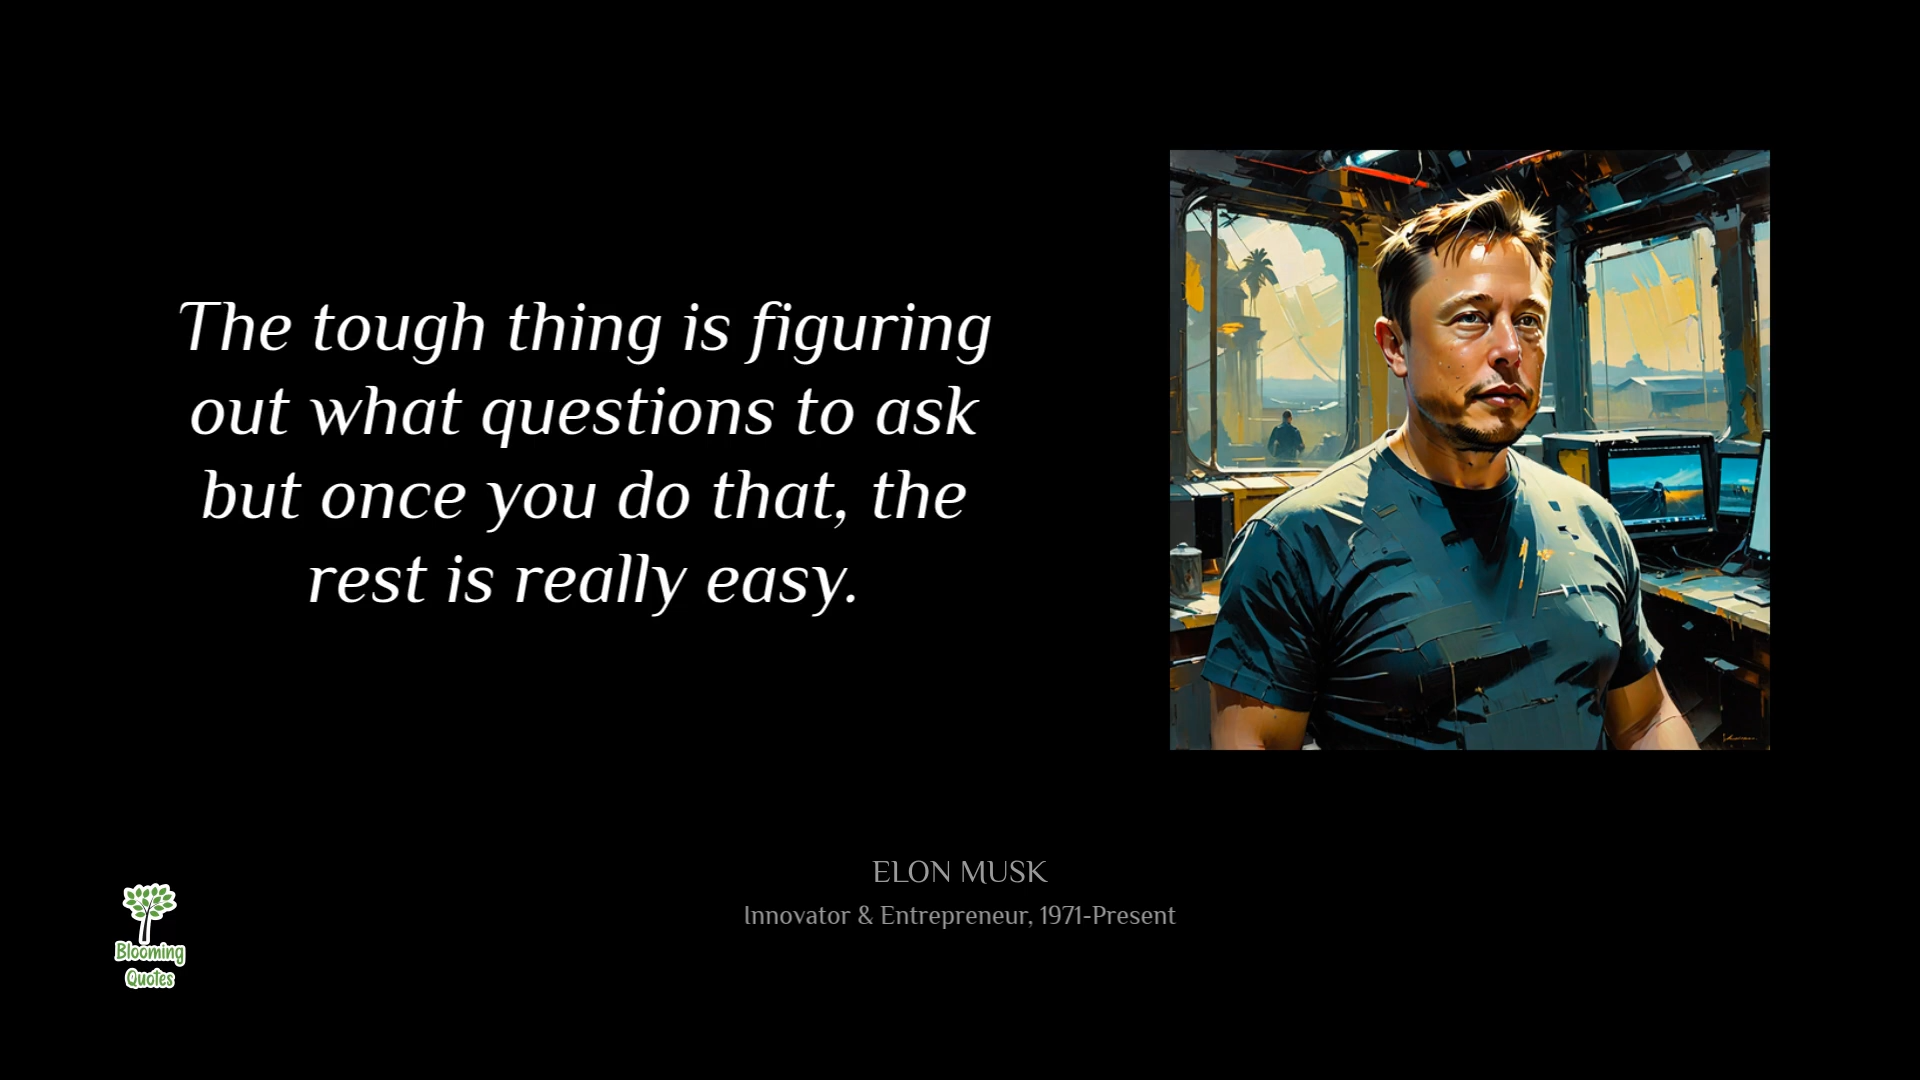 The tough thing is figuring
out what questions to ask
but once you do that, the
rest is really easy.
ELON MUSK
Innovator & Entrepreneur, 1971-Present
Blooming
Quotes